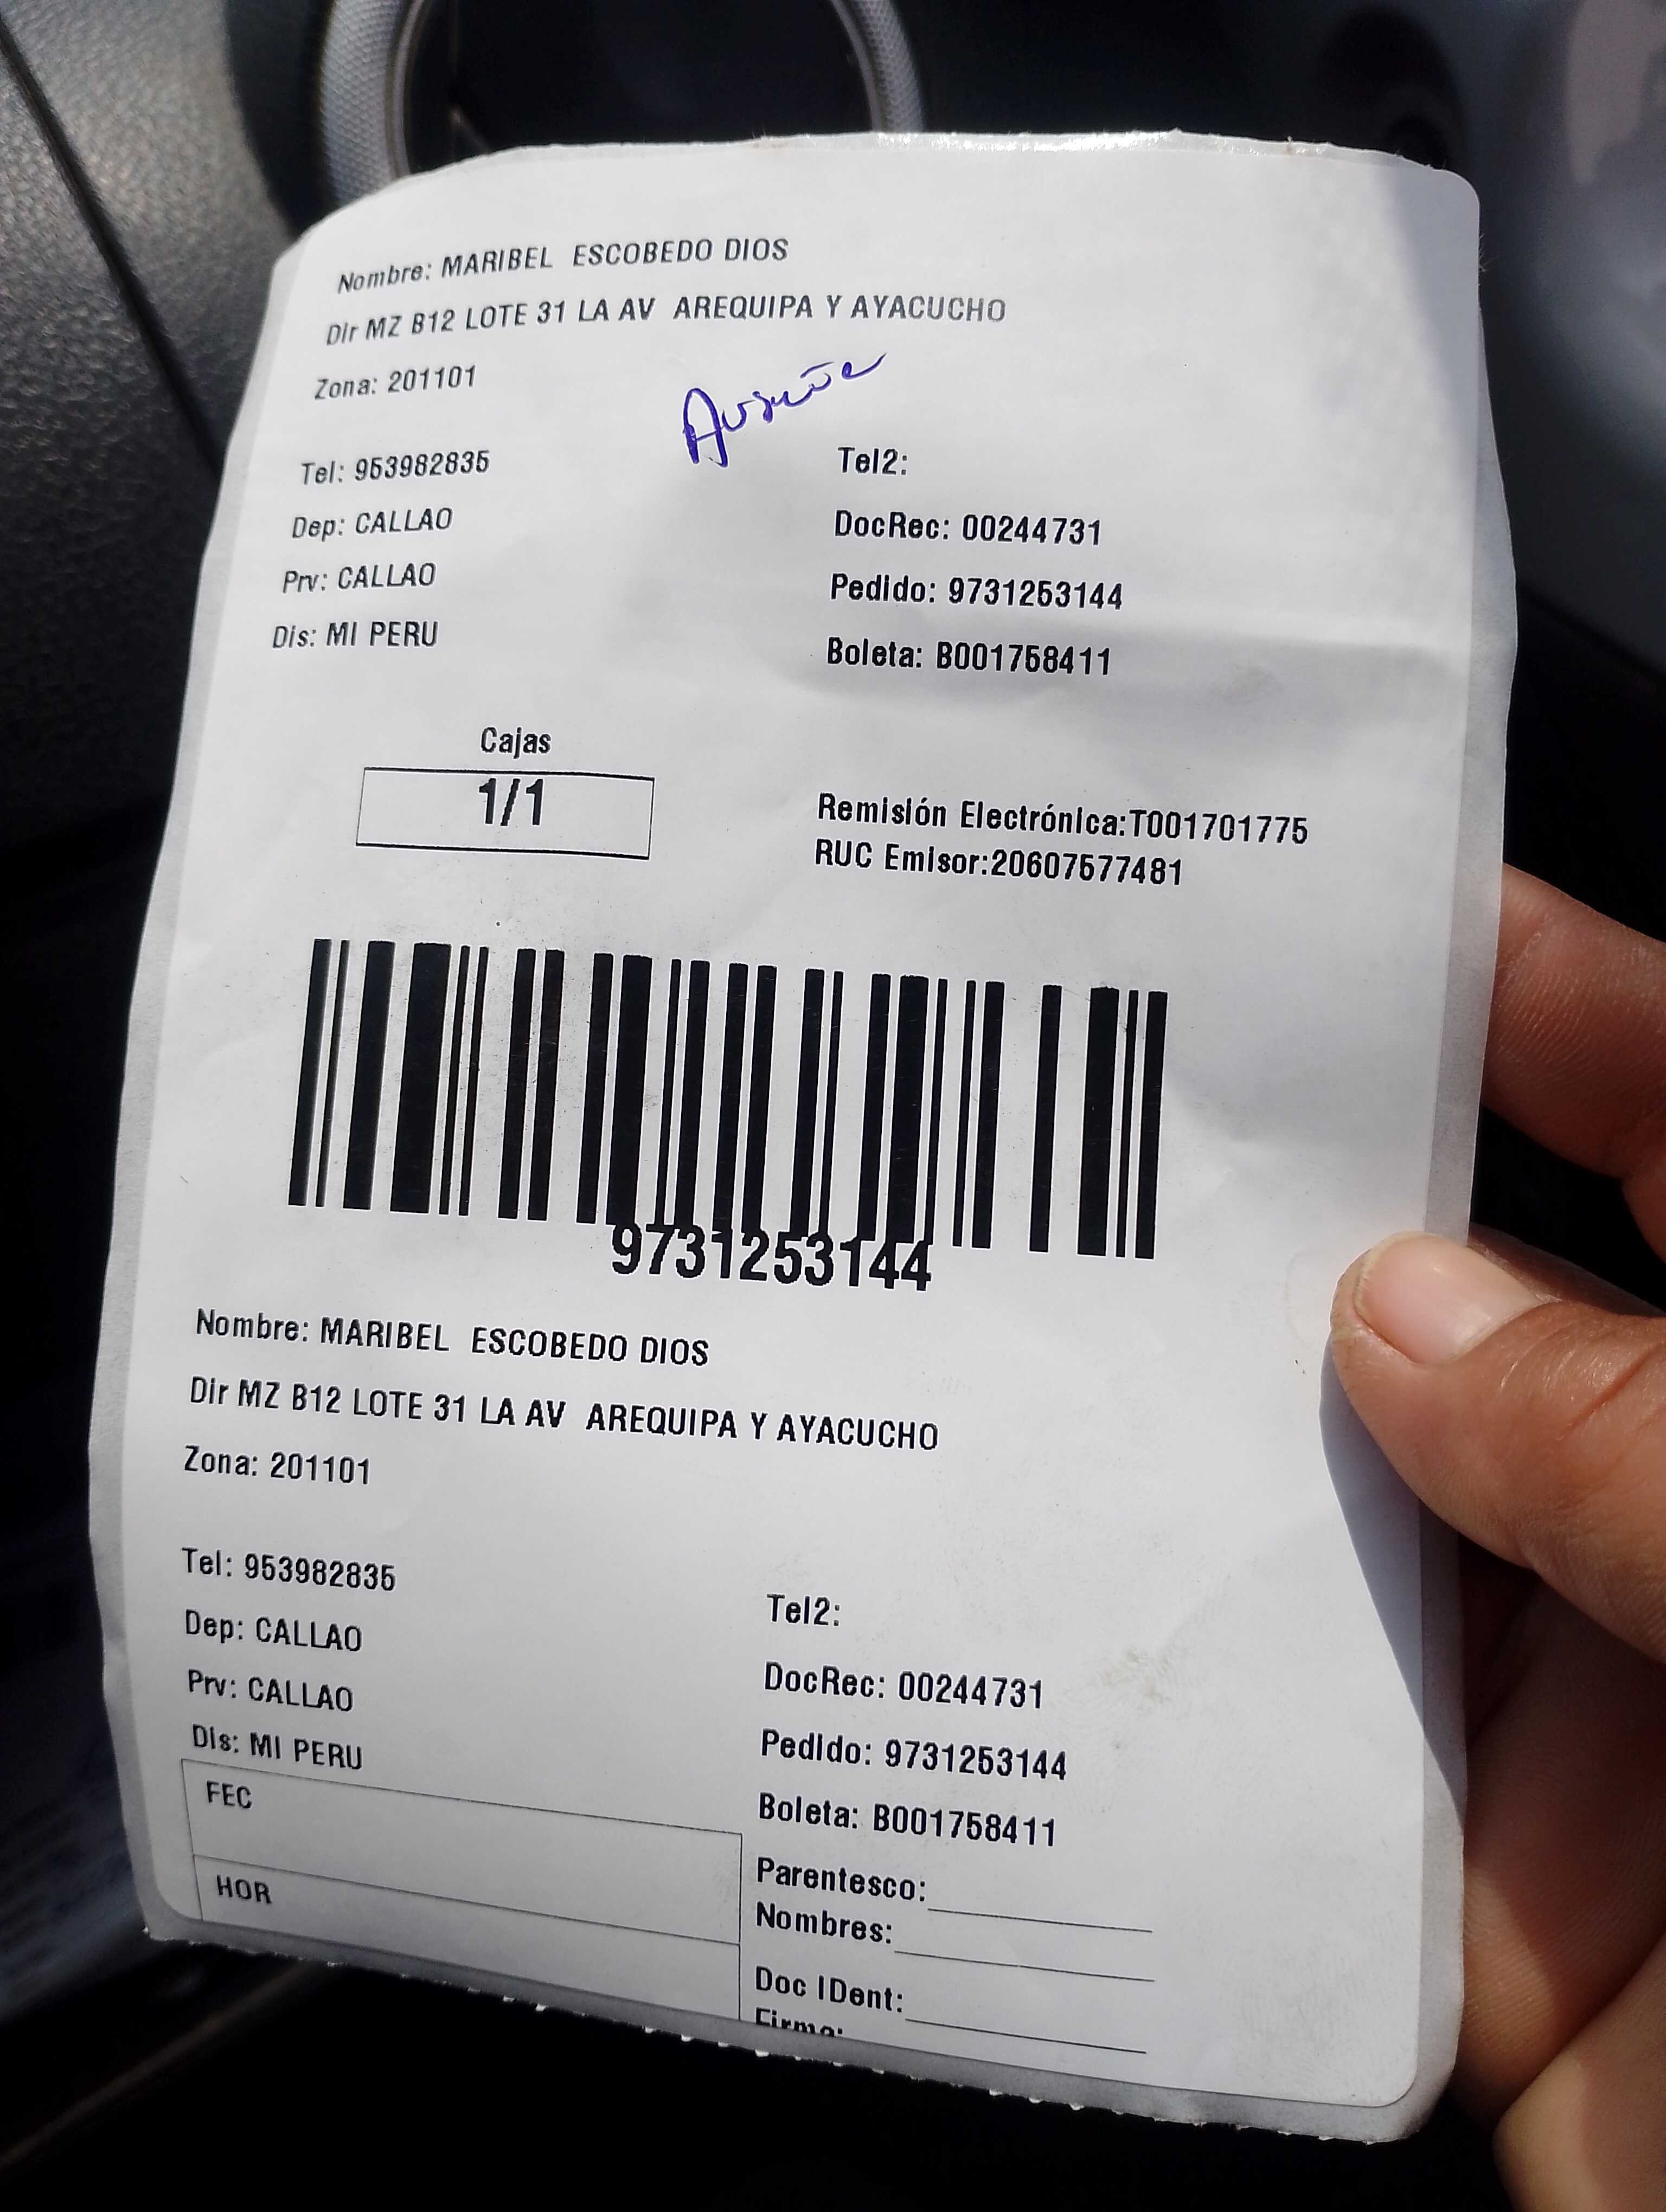 Nombre: MARIBEL ESCOBEDO DIOS
Dir MZ B12 LOTE 31 LA AV AREQUIPA Y AYACUCHO
Zona: 201101
Tel: 953982835
Tel2:
Dep: CALLAO
DocRec: 00244731
Prv: CALLAO
Pedido: 9731253144
Dis: MI PERU
Boleta: B001758411
Cajas
1/1
Remisión Electrónica:T001701775
RUC Emisor:20607577481
9731253144
Nombre: MARIBEL ESCOBEDO DIOS
Dir MZ B12 LOTE 31 LA AV AREQUIPA Y AYACUCHO
Zona: 201101
Tel: 953982835
Tel2:
Dep: CALLAO
DocRec: 00244731
Prv: CALLAO
Pedido: 9731253144
Dis: MI PERU
Boleta: B001758411
FEC
Parentesco:
HOR
Nombres:
Doc IDent:
Firma: